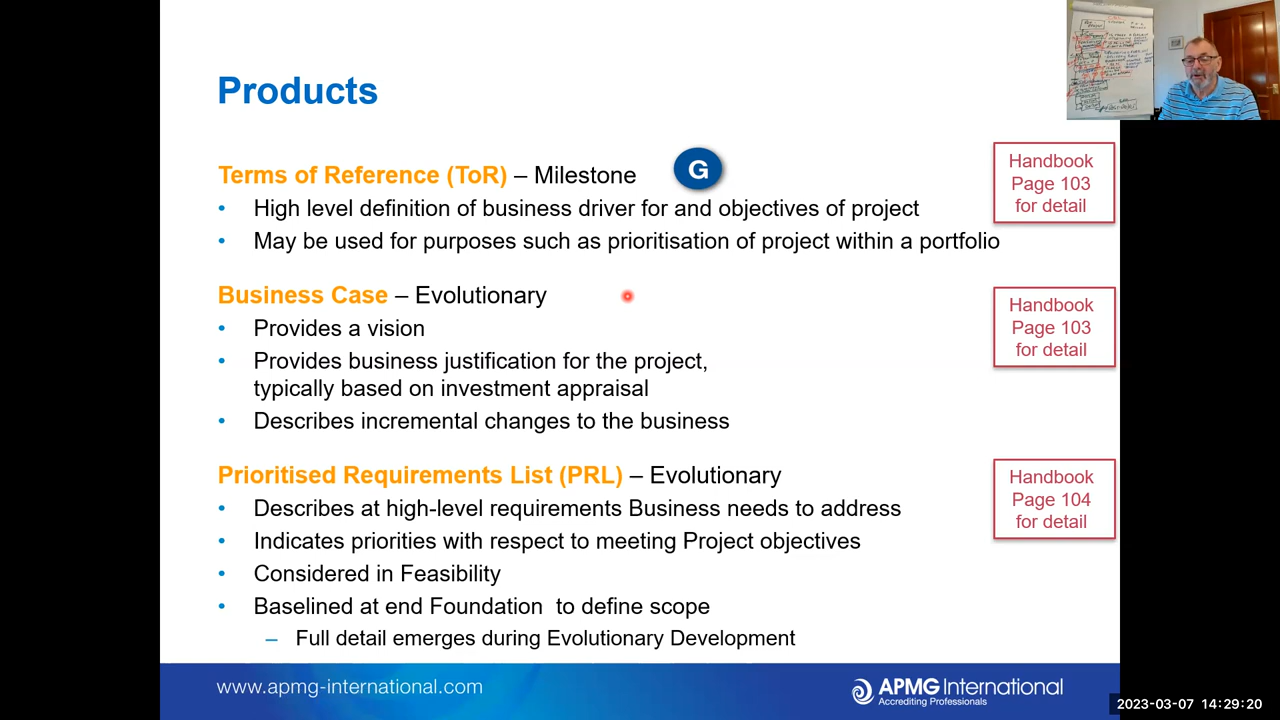 Products
Terms of Reference (ToR) – Milestone
G
Handbook
Page 103
for detail
• High level definition of business driver for and objectives of project
• May be used for purposes such as prioritisation of project within a portfolio
Business Case – Evolutionary
Handbook
Page 103
for detail
• Provides a vision
• Provides business justification for the project,
typically based on investment appraisal
• Describes incremental changes to the business
Prioritised Requirements List (PRL) – Evolutionary
Handbook
Page 104
for detail
• Describes at high-level requirements Business needs to address
• Indicates priorities with respect to meeting Project objectives
• Considered in Feasibility
• Baselined at end Foundation to define scope
– Full detail emerges during Evolutionary Development
www.apmg-international.com
APMG International
Accrediting Professionals
2023-03-07 14:29:20